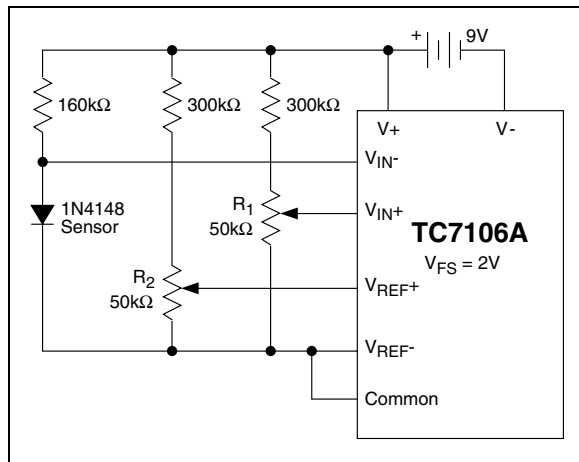 +
9V
160kΩ
300kΩ
300kΩ
V+
V-
VIN-
1N4148
Sensor
R1
50kΩ
VIN+
TC7106A
VFS = 2V
R2
50kΩ
VREF+
VREF-
Common